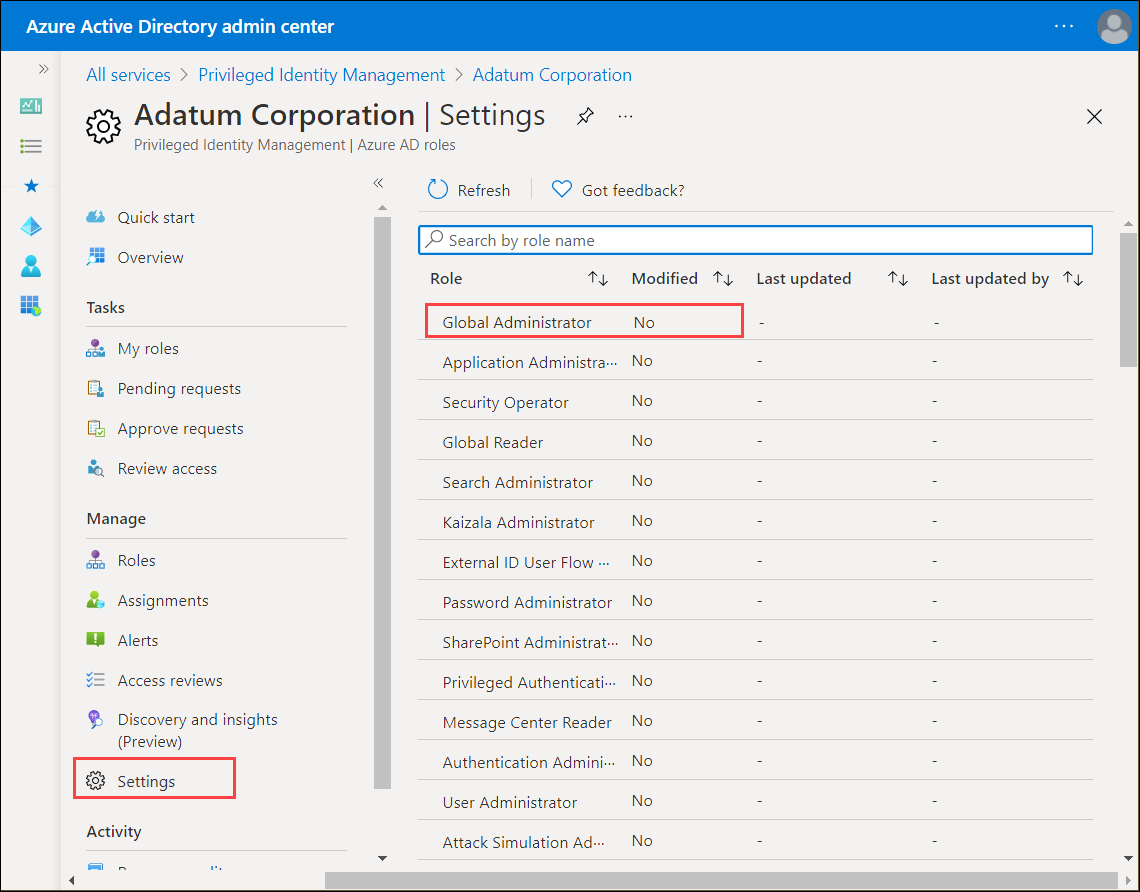 Azure Active Directory admin center
···
All services > Privileged Identity Management > Adatum Corporation
Adatum Corporation | Settings
···
Privileged Identity Management | Azure AD roles
Quick start
Overview
Tasks
My roles
Pending requests
Approve requests
Review access
Manage
Roles
Assignments
Alerts
Access reviews
Discovery and insights
(Preview)
Settings
Activity
Refresh
Got feedback?
Search by role name
Role Modified Last updated Last updated by
Global Administrator No - -
Application Administra··· No - -
Security Operator No - -
Global Reader No - -
Search Administrator No - -
Kaizala Administrator No - -
External ID User Flow ··· No - -
Password Administrator No - -
SharePoint Administrat··· No - -
Privileged Authenticati··· No - -
Message Center Reader No - -
Authentication Admini··· No - -
User Administrator No - -
Attack Simulation Ad··· No - -